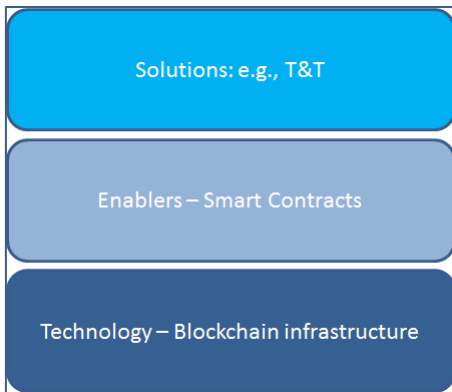 Solutions: e.g., T&T
Enablers – Smart Contracts
Technology – Blockchain infrastructure